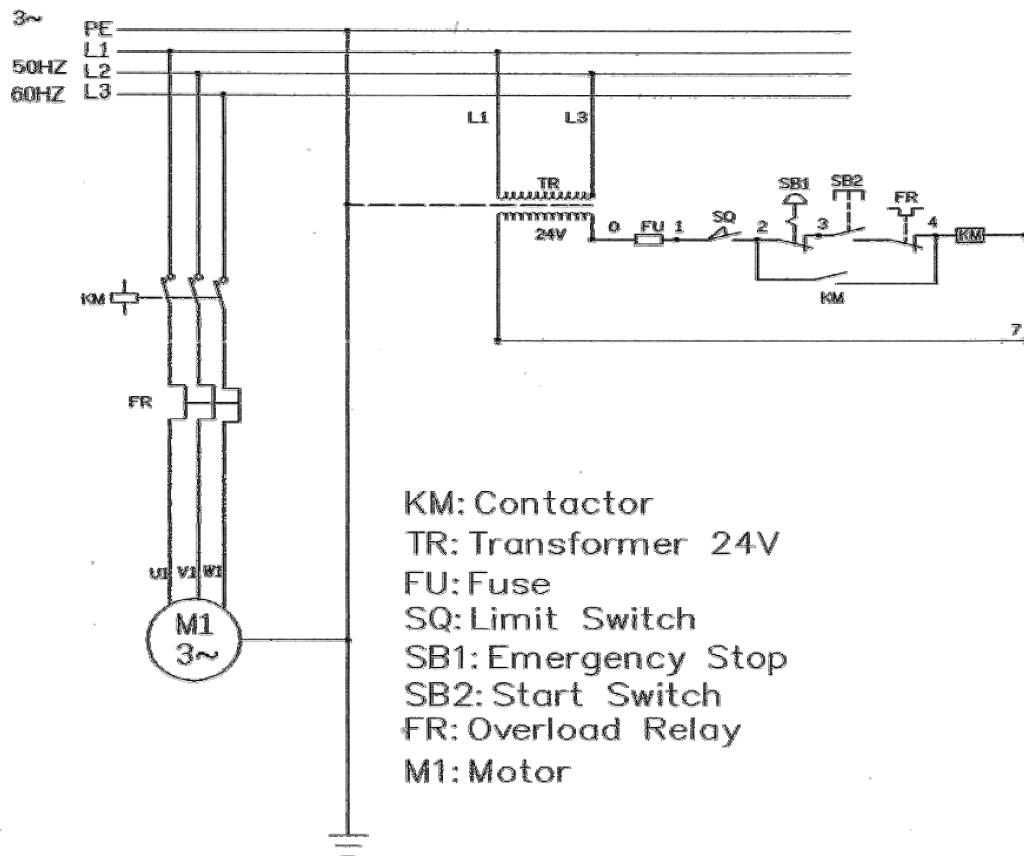 3~
PE
L1
50HZ L2
60HZ L3
L1 L3
TR
24V
0 FU 1 SQ 2 SB1 3 SB2 FR 4 KM
KM
7
KM
FR
U1 V1 W1
M1
3~
KM: Contactor
TR: Transformer 24V
FU: Fuse
SQ: Limit Switch
SB1: Emergency Stop
SB2: Start Switch
FR: Overload Relay
M1: Motor